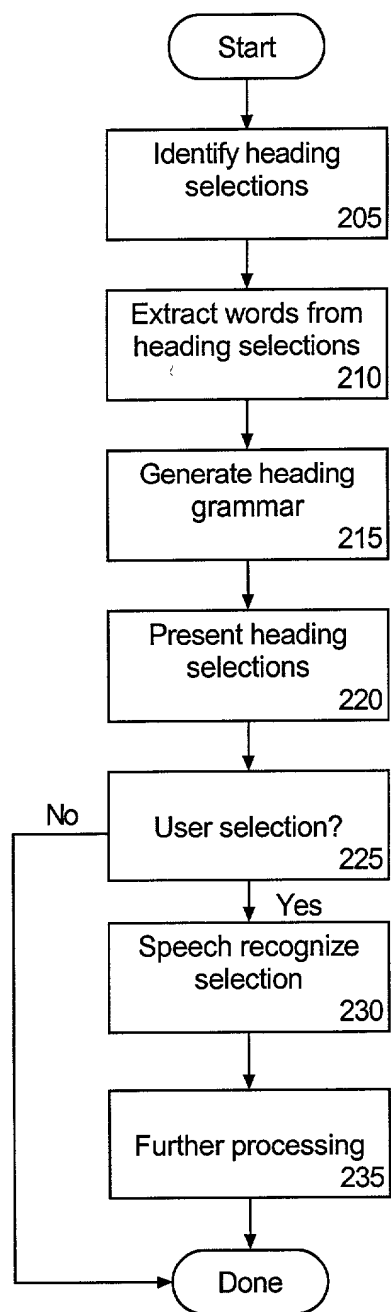 Start
Identify heading
selections
205
Extract words from
heading selections
210
Generate heading
grammar
215
Present heading
selections
220
No
User selection?
225
Yes
Speech recognize
selection
230
Further processing
235
Done